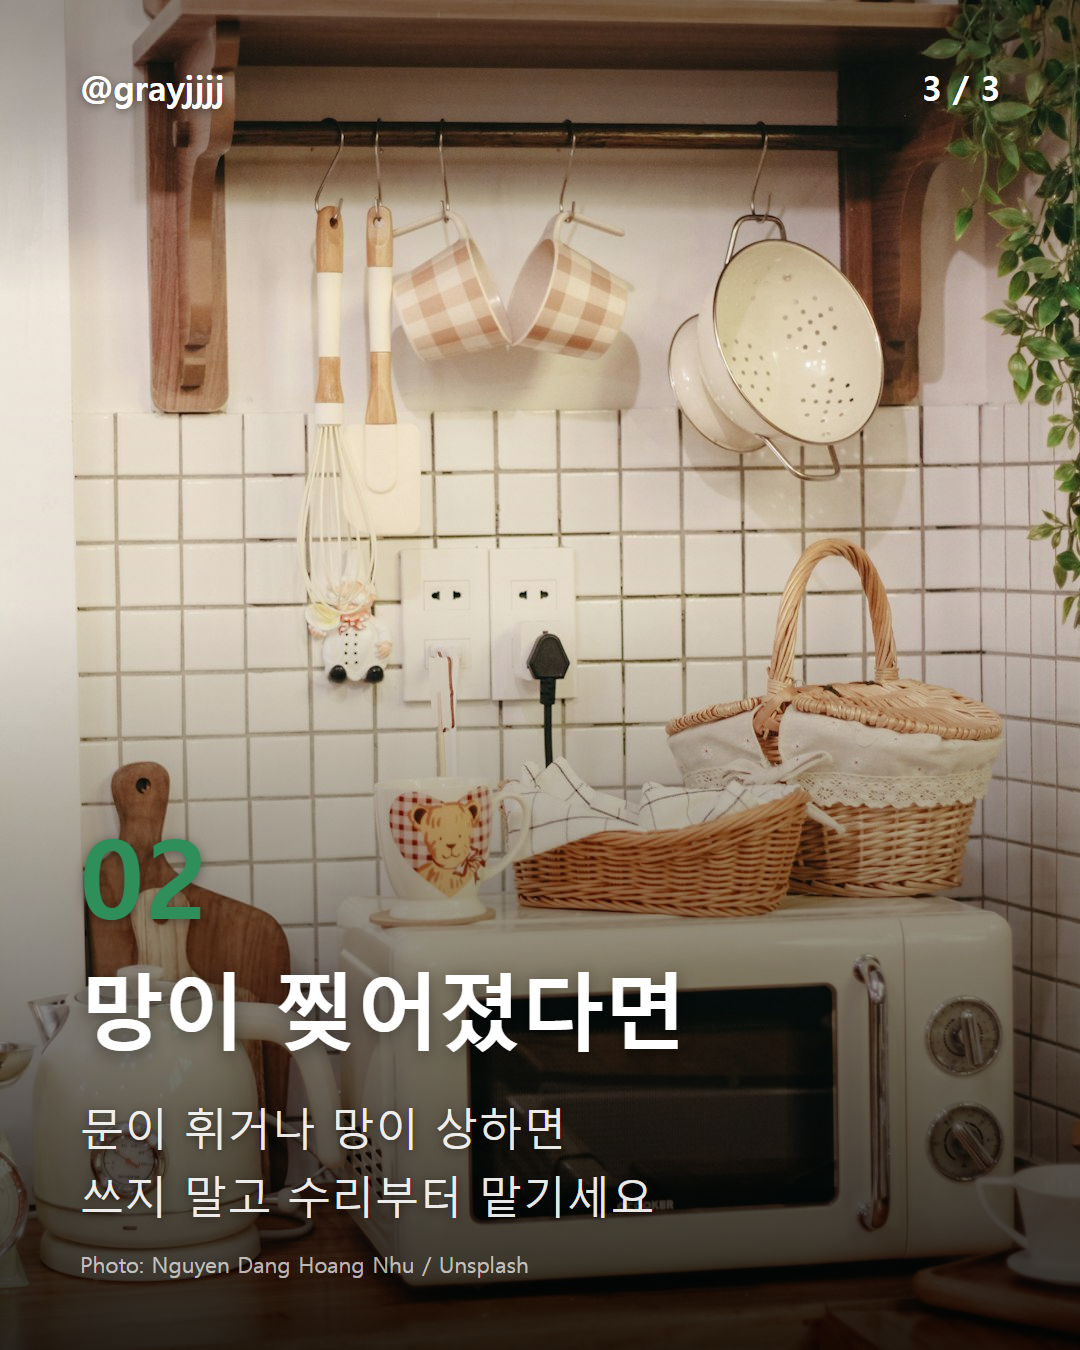 @grayjjjj
3 / 3
02
망이 찢어졌다면
문이 휘거나 망이 상하면
쓰지 말고 수리부터 맡기세요
Photo: Nguyen Dang Hoang Nhu / Unsplash